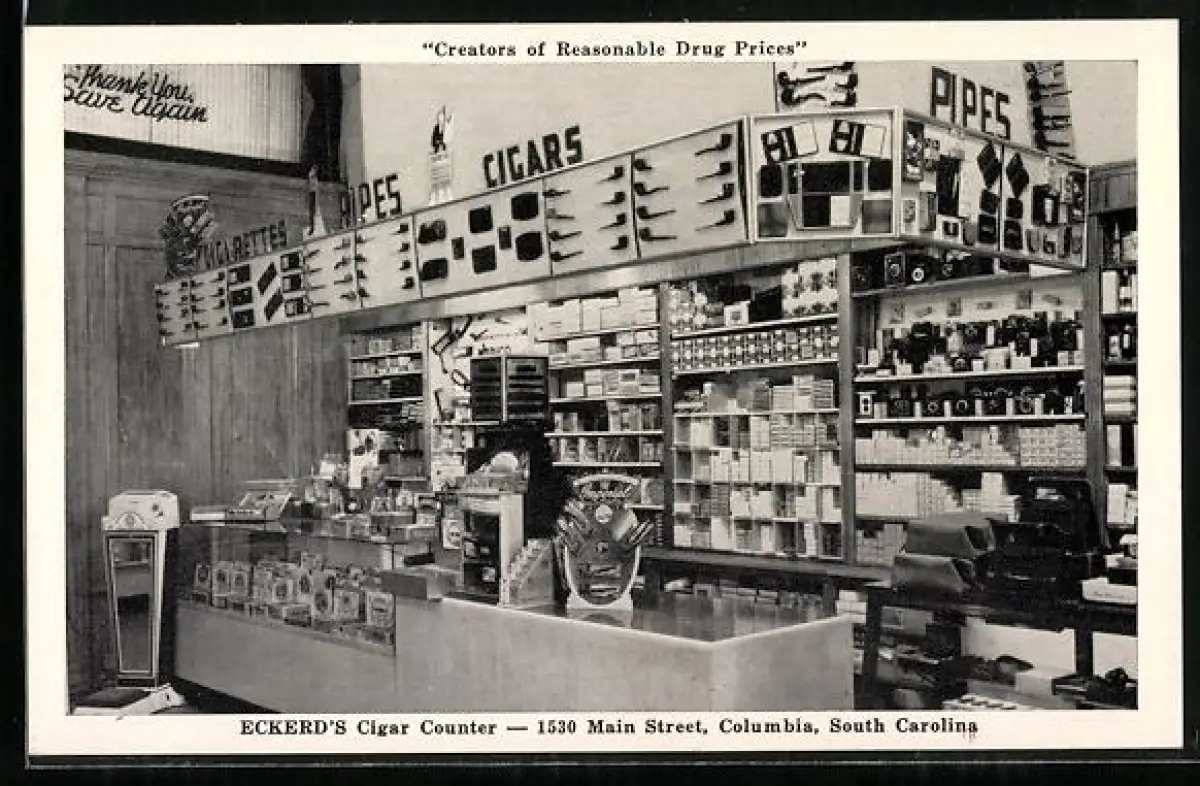 "Creators of Reasonable Drug Prices"
Thank You,
Save Again
CIGARETTES
PIPES
CIGARS
PIPES
ECKERD'S Cigar Counter — 1530 Main Street, Columbia, South Carolina